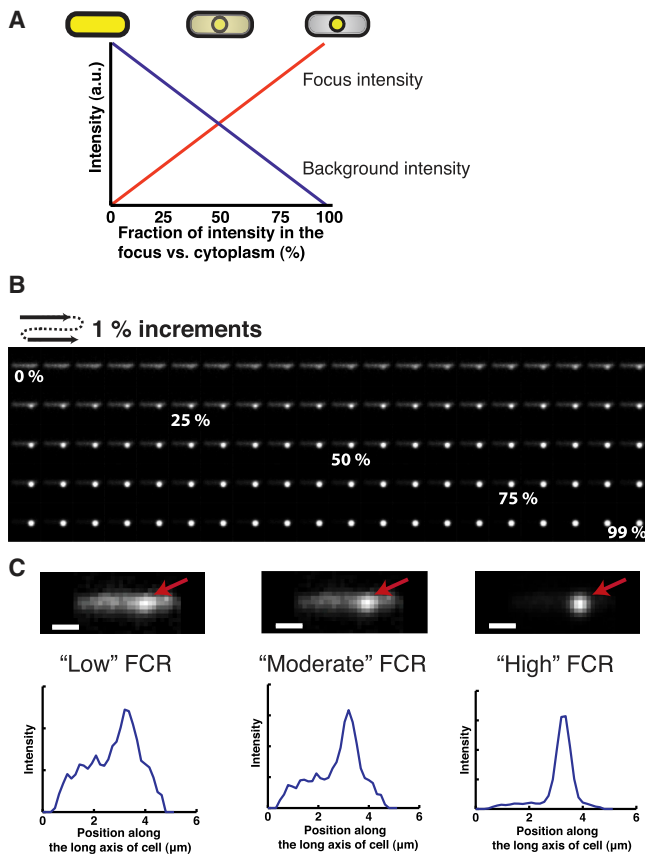 A
Intensity (a.u.)
Focus intensity
Background intensity
0 25 50 75 100
Fraction of intensity in the
focus vs. cytoplasm (%)
B
1 % increments
0 %
25 %
50 %
75 %
99 %
C
“Low” FCR
“Moderate” FCR
“High” FCR
Intensity
0 2 4 6
Position along
the long axis of cell (µm)
Intensity
0 2 4 6
Position along
the long axis of cell (µm)
Intensity
0 2 4 6
Position along
the long axis of cell (µm)